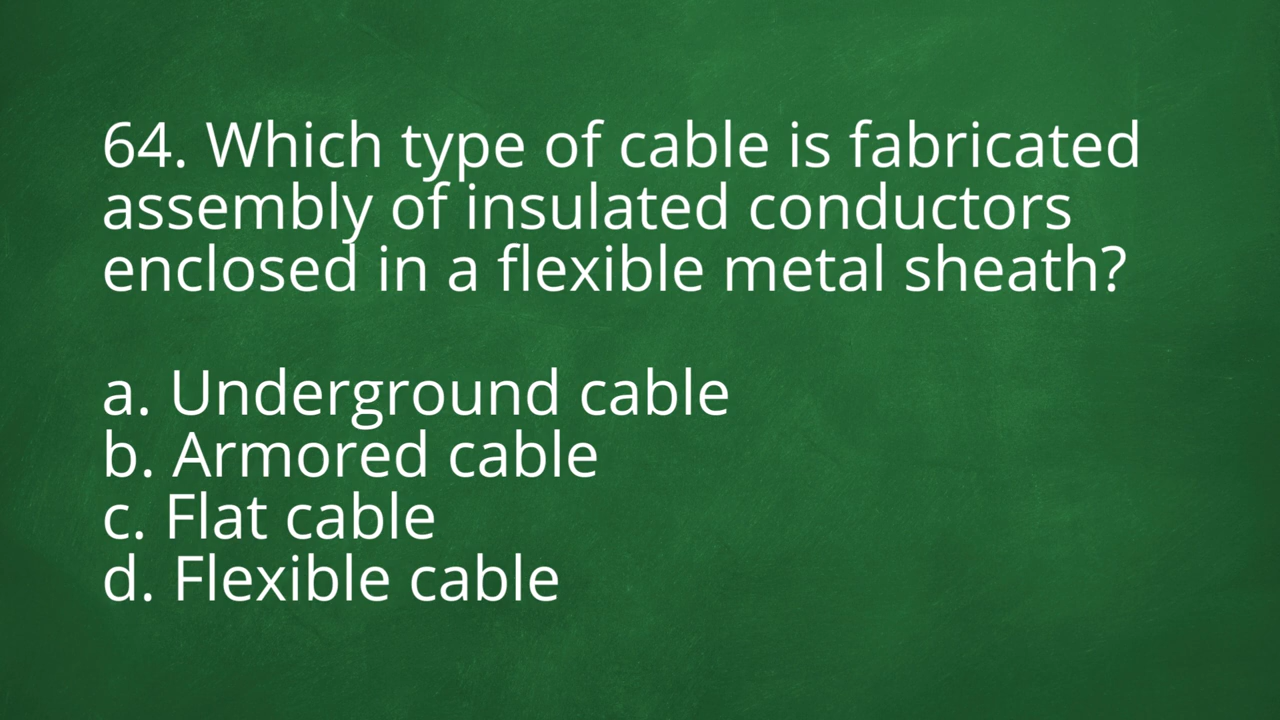 64. Which type of cable is fabricated
assembly of insulated conductors
enclosed in a flexible metal sheath?
a. Underground cable
b. Armored cable
c. Flat cable
d. Flexible cable